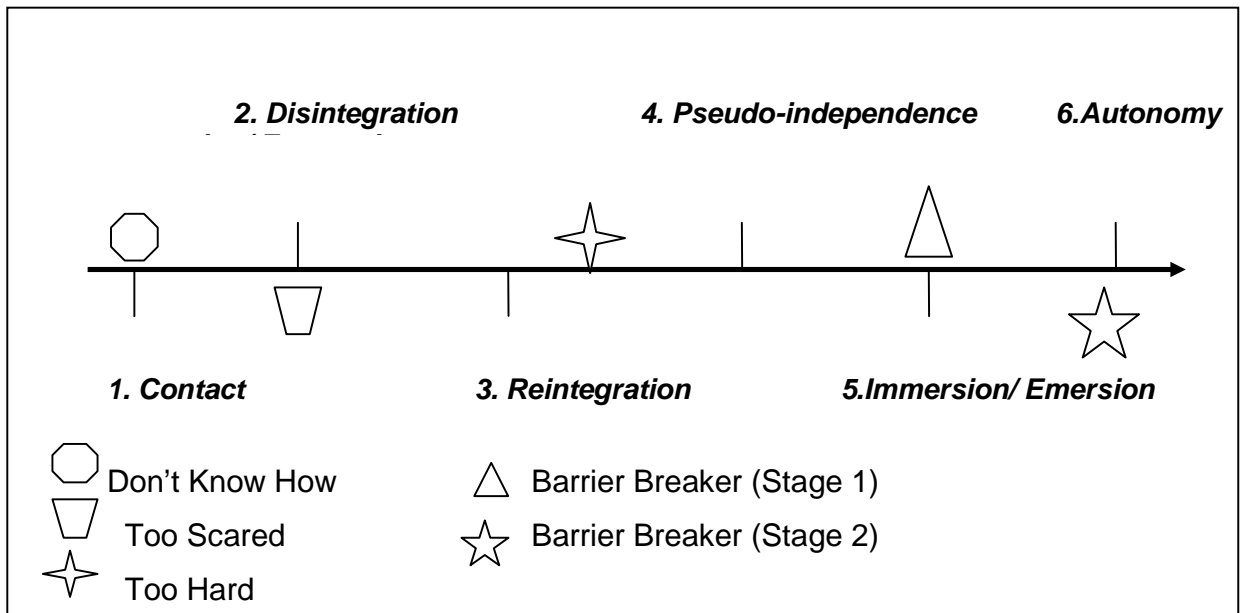 2. Disintegration 4. Pseudo-independence 6.Autonomy
1. Contact 3. Reintegration 5.Immersion/ Emersion
Don't Know How Barrier Breaker (Stage 1)
Too Scared Barrier Breaker (Stage 2)
Too Hard